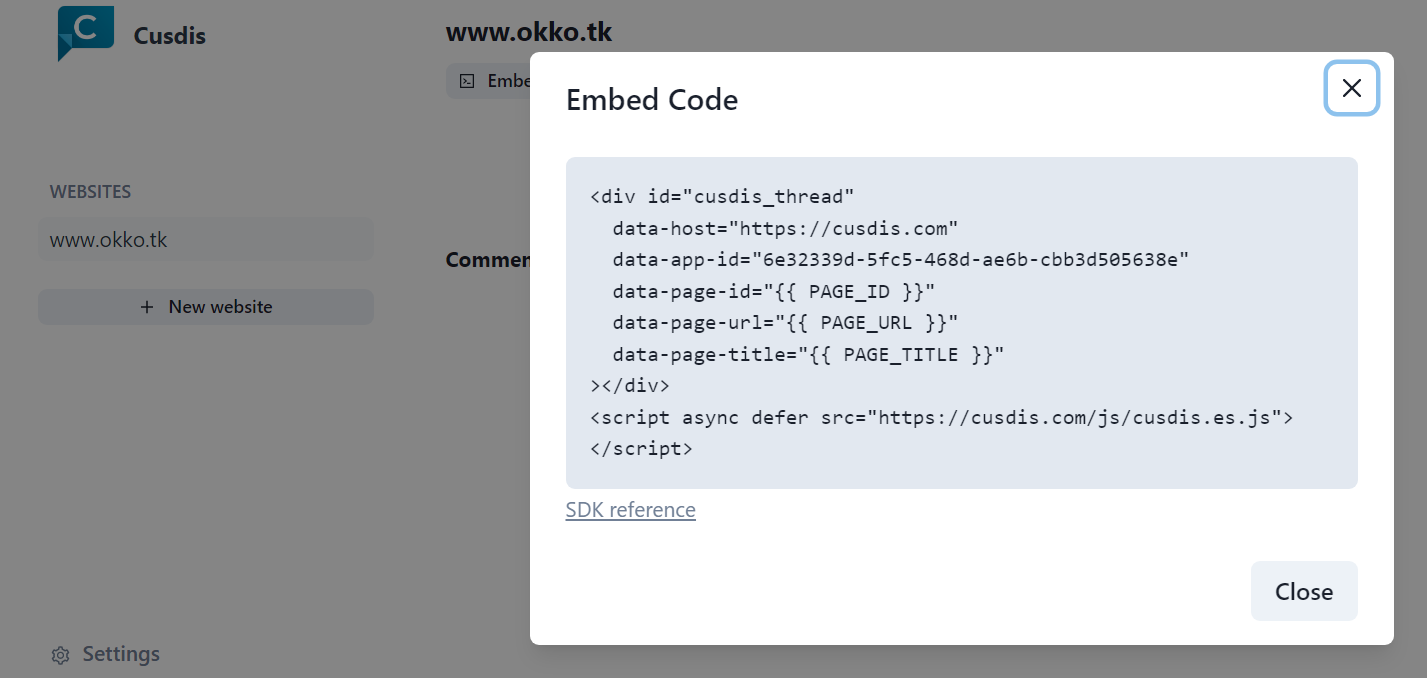 C
Cusdis
www.okko.tk
Embe
WEBSITES
www.okko.tk
+ New website
Commen
Settings
Embed Code
<div id="cusdis_thread"
  data-host="https://cusdis.com"
  data-app-id="6e32339d-5fc5-468d-ae6b-cbb3d505638e"
  data-page-id="{{ PAGE_ID }}"
  data-page-url="{{ PAGE_URL }}"
  data-page-title="{{ PAGE_TITLE }}"
></div>
<script async defer src="https://cusdis.com/js/cusdis.es.js">
</script>
SDK reference
Close